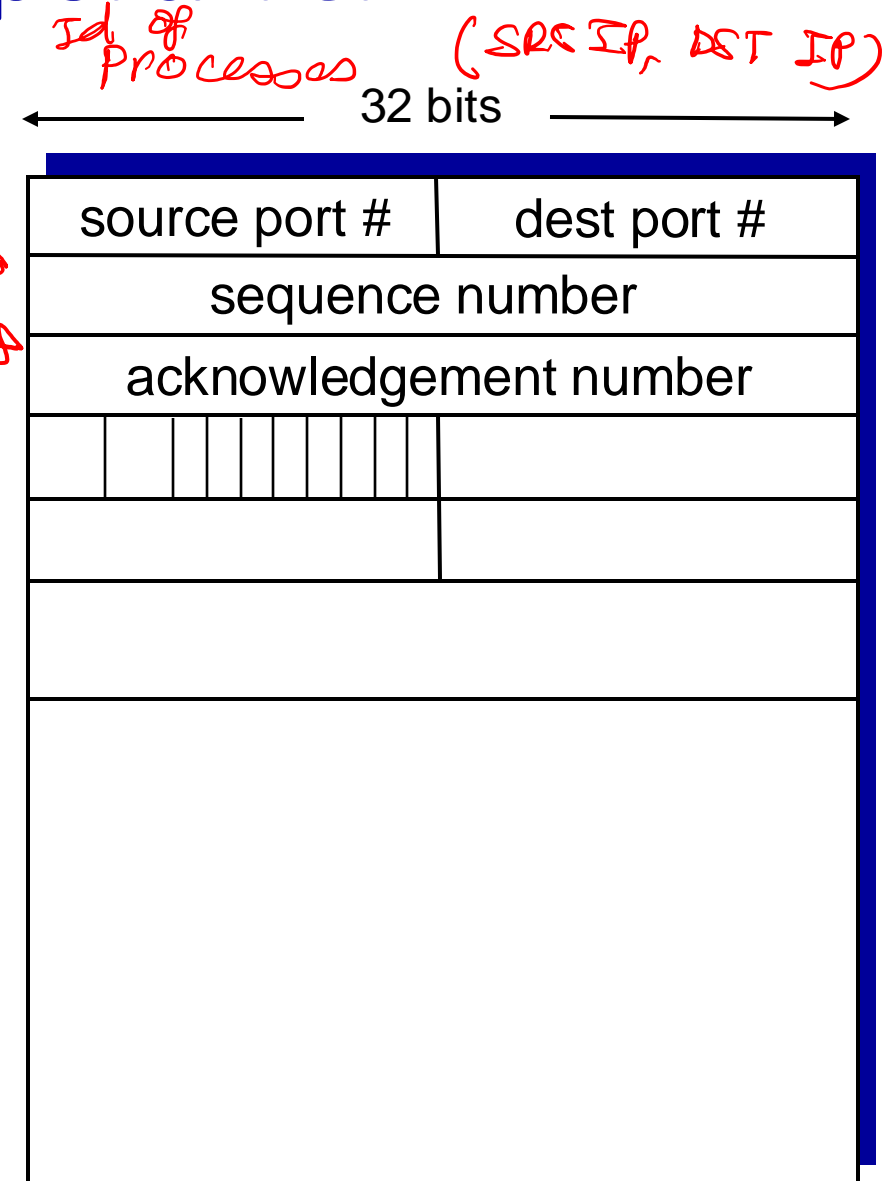 Id of
Processes
(SRC IP, DST IP)
32 bits
source port #
dest port #
sequence number
acknowledgement number